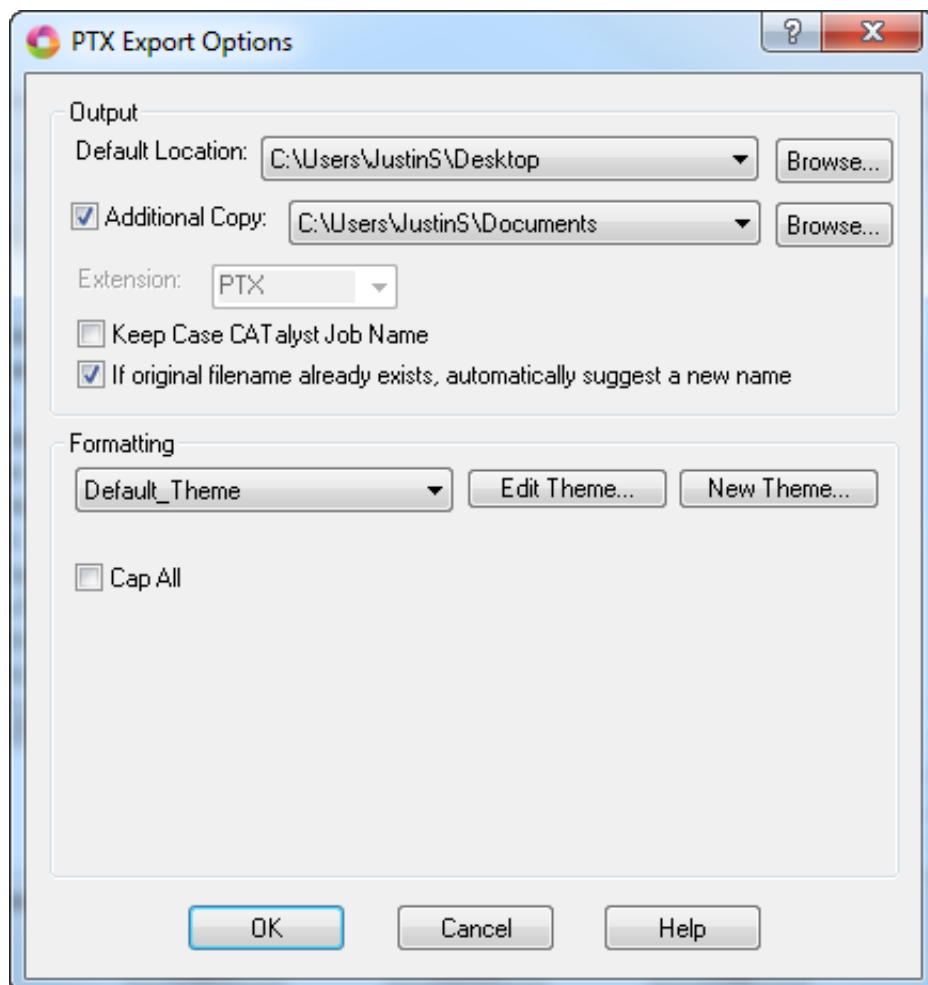 PTX Export Options
Output
Default Location: C:\Users\JustinS\Desktop Browse...
Additional Copy: C:\Users\JustinS\Documents Browse...
Extension: PTX
Keep Case CATalyst Job Name
If original filename already exists, automatically suggest a new name
Formatting
Default_Theme Edit Theme... New Theme...
Cap All
OK Cancel Help